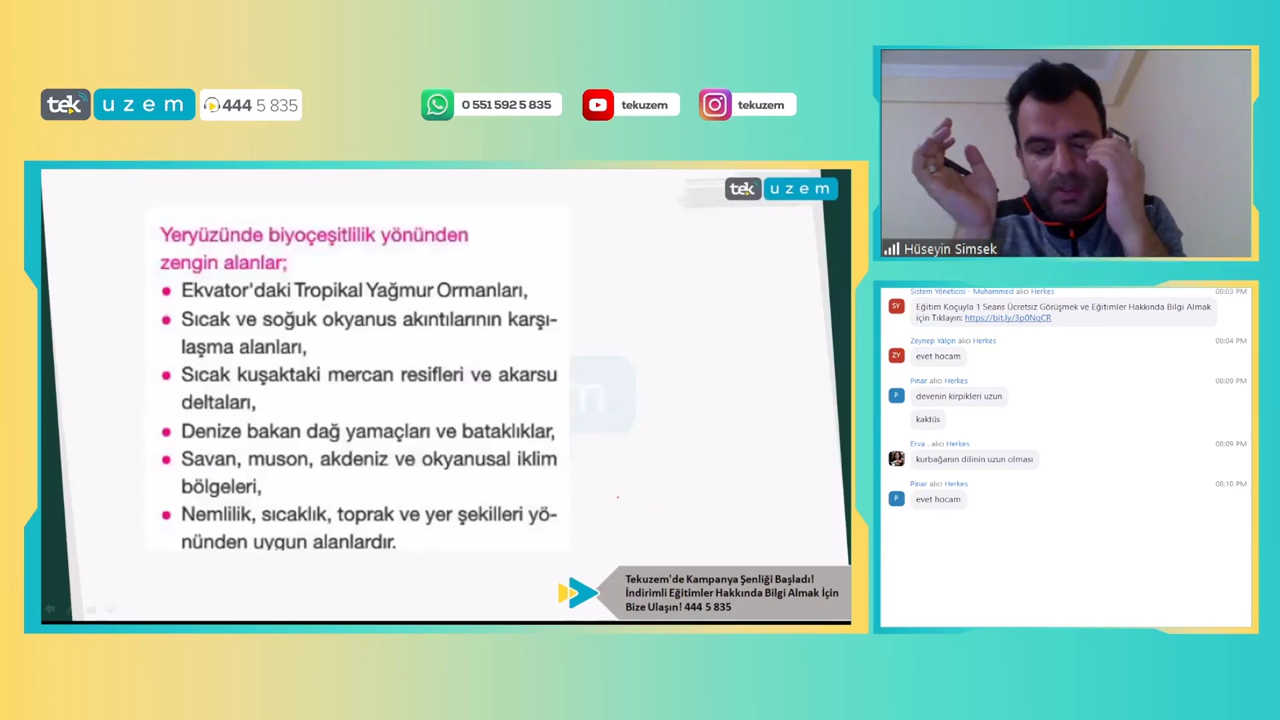 tek uzem 444 5 835
0 551 592 5 835
tekuzem
tekuzem
tek uzem
Yeryüzünde biyoçeşitlilik yönünden
zengin alanlar;
• Ekvator'daki Tropikal Yağmur Ormanları,
• Sıcak ve soğuk okyanus akıntılarının karşı-
laşma alanları,
• Sıcak kuşaktaki mercan resifleri ve akarsu
deltaları,
• Denize bakan dağ yamaçları ve bataklıklar,
• Savan, muson, akdeniz ve okyanusal iklim
bölgeleri,
• Nemlilik, sıcaklık, toprak ve yer şekilleri yö-
nünden uygun alanlardır.
Tekuzem'de Kampanya Şenliği Başladı!
İndirimli Eğitimler Hakkında Bilgi Almak İçin
Bize Ulaşın! 444 5 835
Hüseyin Simsek
Sistem Yöneticisi - Muhammed alıcı Herkes 08:03 PM
SY
Eğitim Koçuyla 1 Seans Ücretsiz Görüşmek ve Eğitimler Hakkında Bilgi Almak
için Tıklayın: https://bit.ly/3p0NqCR
Zeynep Yalçın alıcı Herkes 08:04 PM
ZY evet hocam
Pınar alıcı Herkes 08:09 PM
P devenin kirpikleri uzun
kaktüs
Erva . alıcı Herkes 08:09 PM
kurbağanın dilinin uzun olması
Pınar alıcı Herkes 08:10 PM
P evet hocam